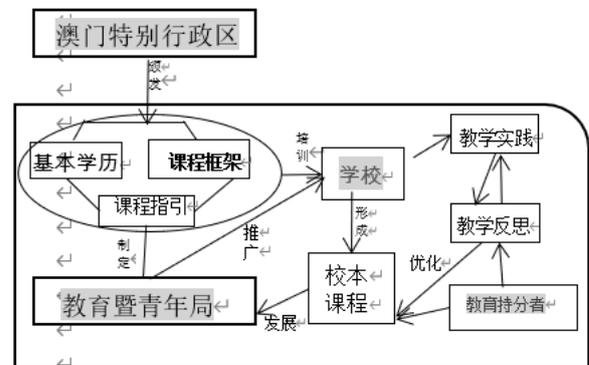 澳门特别行政区
颁
发
基本学历
课程框架
课程指引
培
训
学校
教学实践
制
定
推
广
形
成
教学反思
校本
课程
优化
教育持分者
教育暨青年局
发展